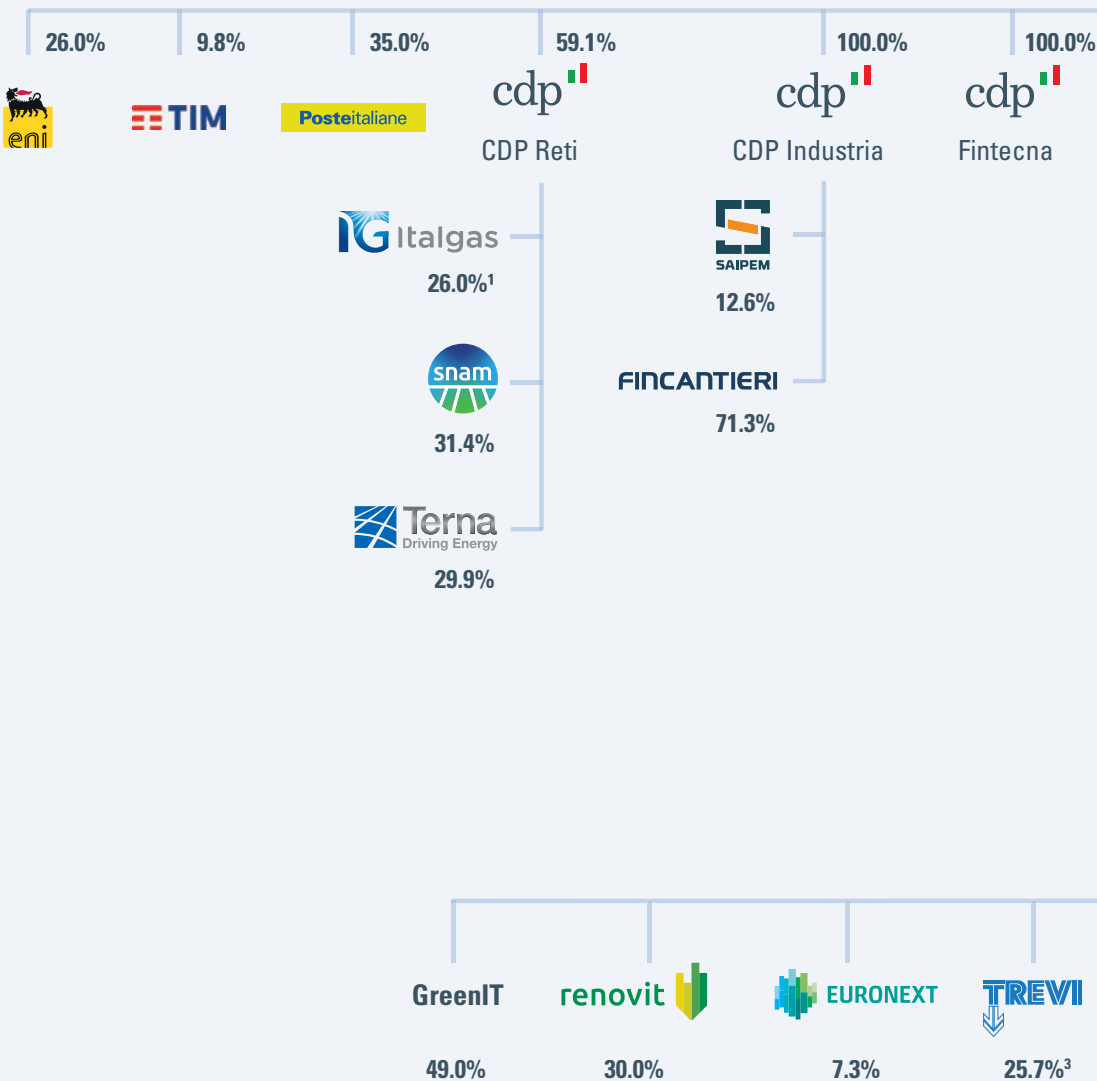 26.0% 9.8% 35.0% 59.1% 100.0% 100.0%
eni TIM Posteitaliane cdp cdp cdp
CDP Reti CDP Industria Fintecna
IG Italgas
26.0%¹
SAIPEM
12.6%
snam
31.4%
FINCANTIERI
71.3%
Terna
Driving Energy
29.9%
GreenIT renovit EURONEXT TREVI
49.0% 30.0% 7.3% 25.7%³